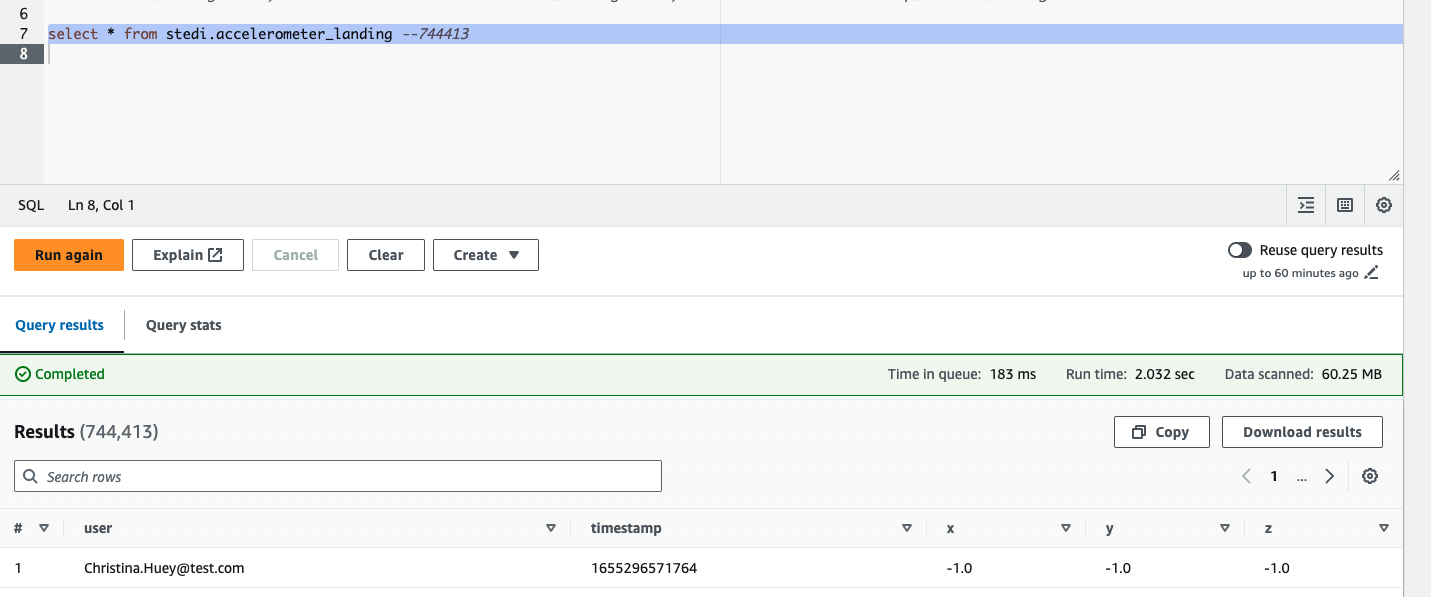 6
7 select * from stedi.accelerometer_landing --744413
8
SQL Ln 8, Col 1
Run again Explain Cancel Clear Create Reuse query results
up to 60 minutes ago
Query results Query stats
Completed Time in queue: 183 ms Run time: 2.032 sec Data scanned: 60.25 MB
Results (744,413) Copy Download results
Search rows 1 ...
# user timestamp x y z
1 Christina.Huey@test.com 1655296571764 -1.0 -1.0 -1.0